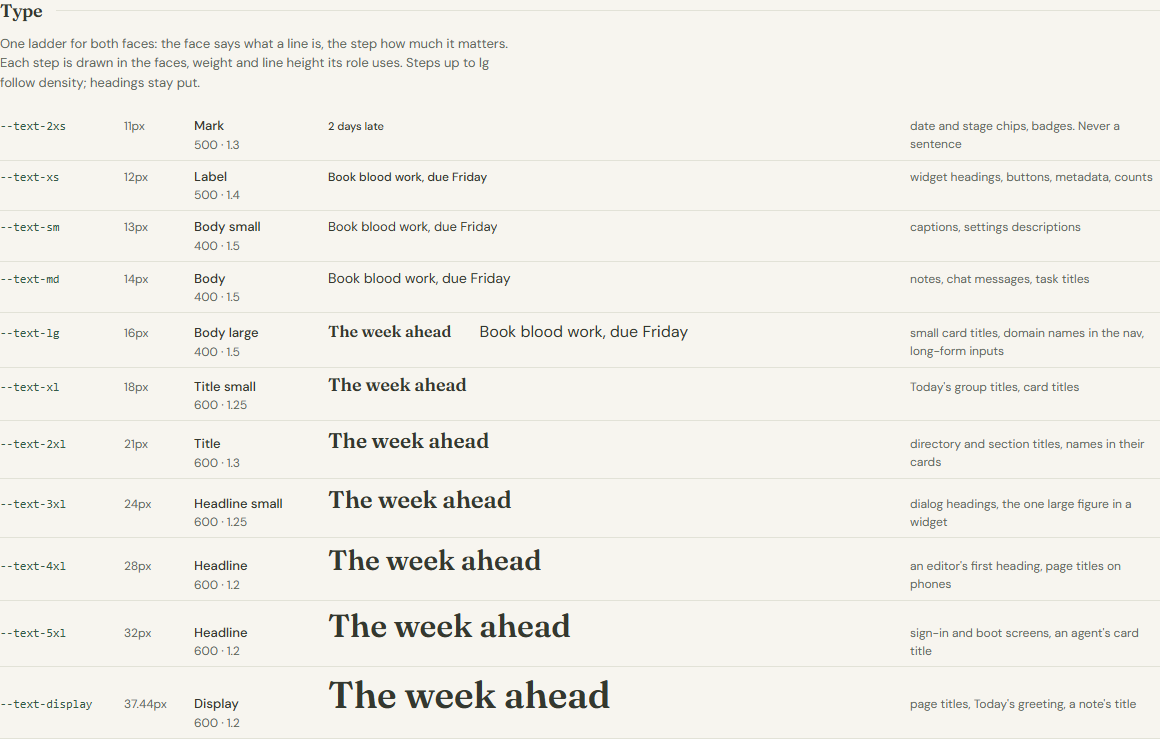 Type
One ladder for both faces: the face says what a line is, the step how much it matters.
Each step is drawn in the faces, weight and line height its role uses. Steps up to lg
follow density; headings stay put.
--text-2xs 11px Mark 2 days late date and stage chips, badges. Never a
500 · 1.3 sentence
--text-xs 12px Label Book blood work, due Friday widget headings, buttons, metadata, counts
500 · 1.4
--text-sm 13px Body small Book blood work, due Friday captions, settings descriptions
400 · 1.5
--text-md 14px Body Book blood work, due Friday notes, chat messages, task titles
400 · 1.5
--text-lg 16px Body large The week ahead Book blood work, due Friday small card titles, domain names in the nav,
400 · 1.5 long-form inputs
--text-xl 18px Title small The week ahead Today's group titles, card titles
600 · 1.25
--text-2xl 21px Title The week ahead directory and section titles, names in their
600 · 1.3 cards
--text-3xl 24px Headline small The week ahead dialog headings, the one large figure in a
600 · 1.25 widget
--text-4xl 28px Headline The week ahead an editor's first heading, page titles on
600 · 1.2 phones
--text-5xl 32px Headline The week ahead sign-in and boot screens, an agent's card
600 · 1.2 title
--text-display 37.44px Display The week ahead page titles, Today's greeting, a note's title
600 · 1.2